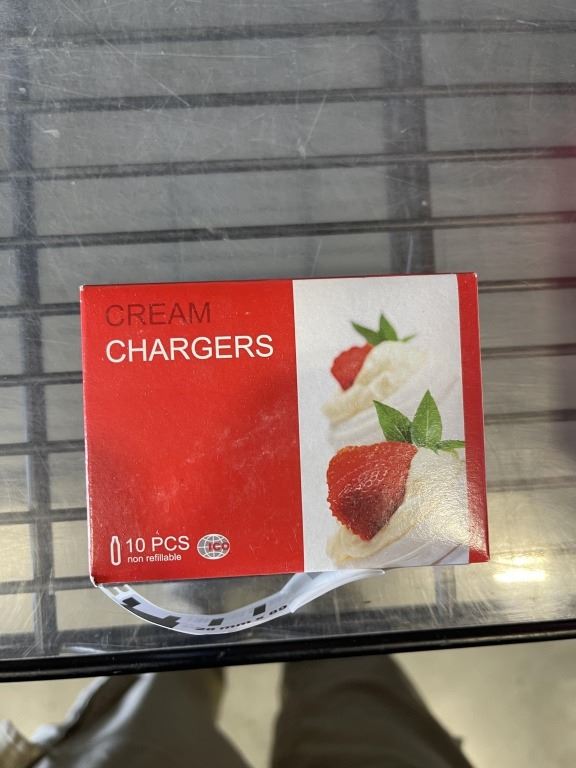 CREAM
CHARGERS
10 PCS
non refillable